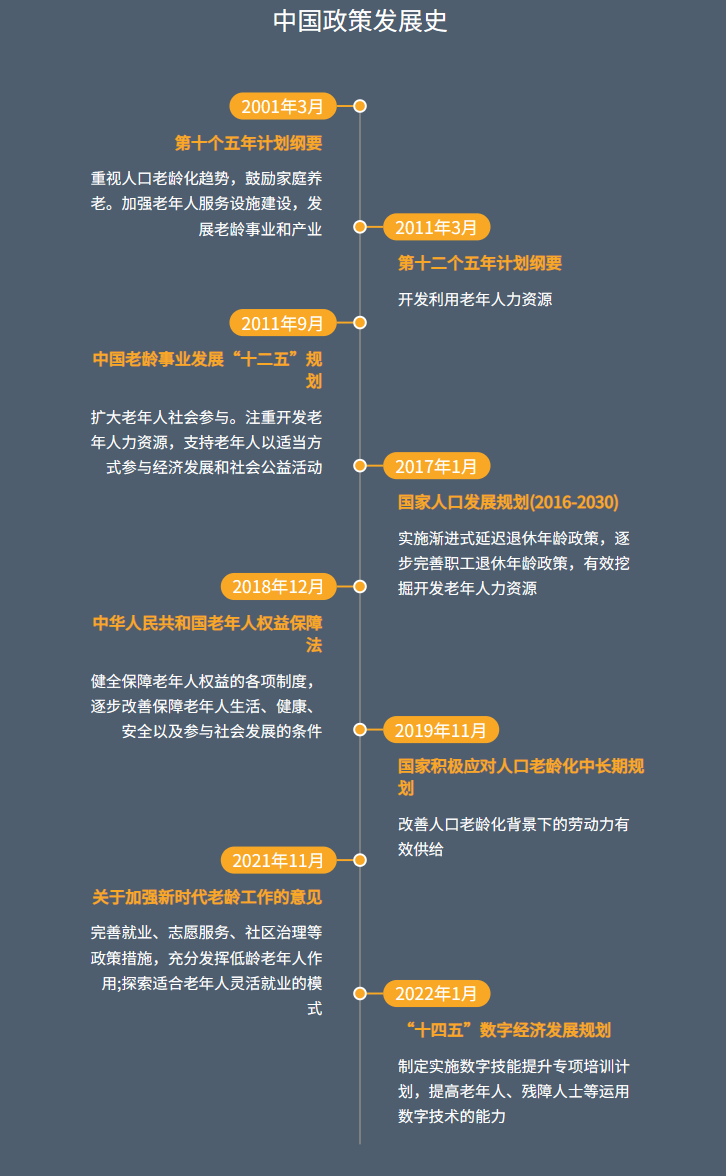 中国政策发展史
2001年3月
第十个五年计划纲要
重视人口老龄化趋势，鼓励家庭养
老。加强老年人服务设施建设，发
展老龄事业和产业
2011年3月
第十二个五年计划纲要
开发利用老年人力资源
2011年9月
中国老龄事业发展“十二五”规
划
扩大老年人社会参与。注重开发老
年人力资源，支持老年人以适当方
式参与经济发展和社会公益活动
2017年1月
国家人口发展规划(2016-2030)
实施渐进式延迟退休年龄政策，逐
步完善职工退休年龄政策，有效挖
掘开发老年人力资源
2018年12月
中华人民共和国老年人权益保障
法
健全保障老年人权益的各项制度，
逐步改善保障老年人生活、健康、
安全以及参与社会发展的条件
2019年11月
国家积极应对人口老龄化中长期规
划
改善人口老龄化背景下的劳动力有
效供给
2021年11月
关于加强新时代老龄工作的意见
完善就业、志愿服务、社区治理等
政策措施，充分发挥低龄老年人作
用;探索适合老年人灵活就业的模
式
2022年1月
“十四五”数字经济发展规划
制定实施数字技能提升专项培训计
划，提高老年人、残障人士等运用
数字技术的能力